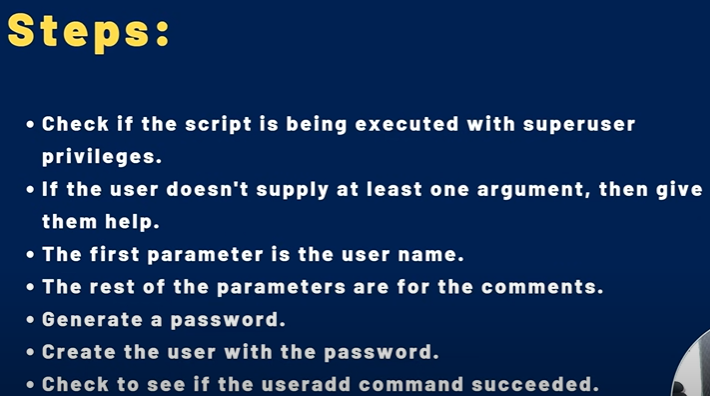 Steps:
• Check if the script is being executed with superuser
privileges.
• If the user doesn't supply at least one argument, then give
them help.
• The first parameter is the user name.
• The rest of the parameters are for the comments.
• Generate a password.
• Create the user with the password.
• Check to see if the useradd command succeeded.